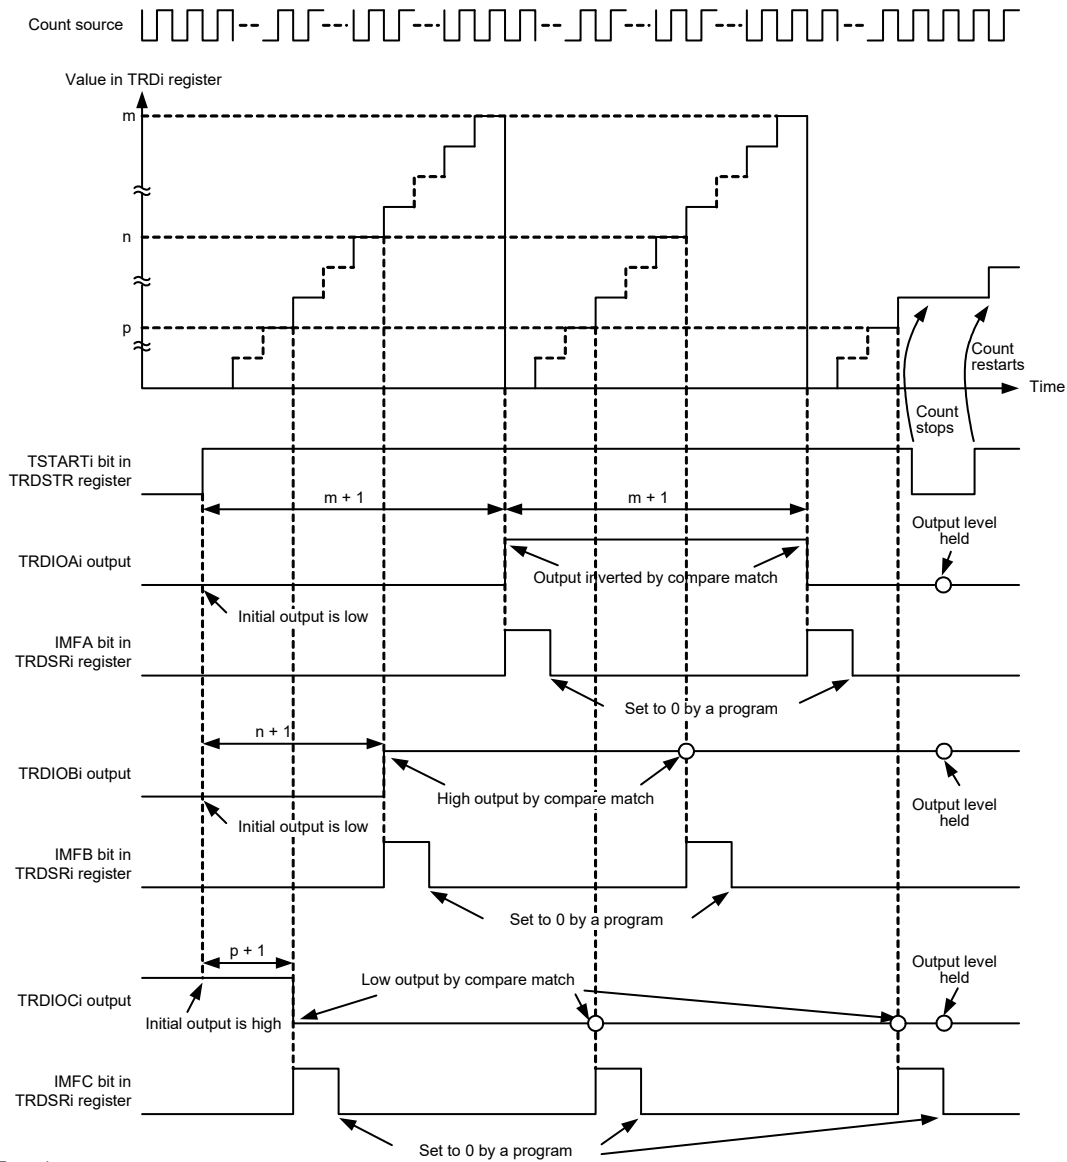 Count source
Value in TRDi register
m
n
p
Count
restarts
Time
Count
stops
TSTARTi bit in
TRDSTR register
m + 1
m + 1
Output level
held
TRDIOAi output
Output inverted by compare match
Initial output is low
IMFA bit in
TRDSRi register
Set to 0 by a program
n + 1
TRDIOBi output
High output by compare match
Output level
held
Initial output is low
IMFB bit in
TRDSRi register
Set to 0 by a program
p + 1
Low output by compare match
Output level
held
TRDIOCi output
Initial output is high
IMFC bit in
TRDSRi register
Set to 0 by a program